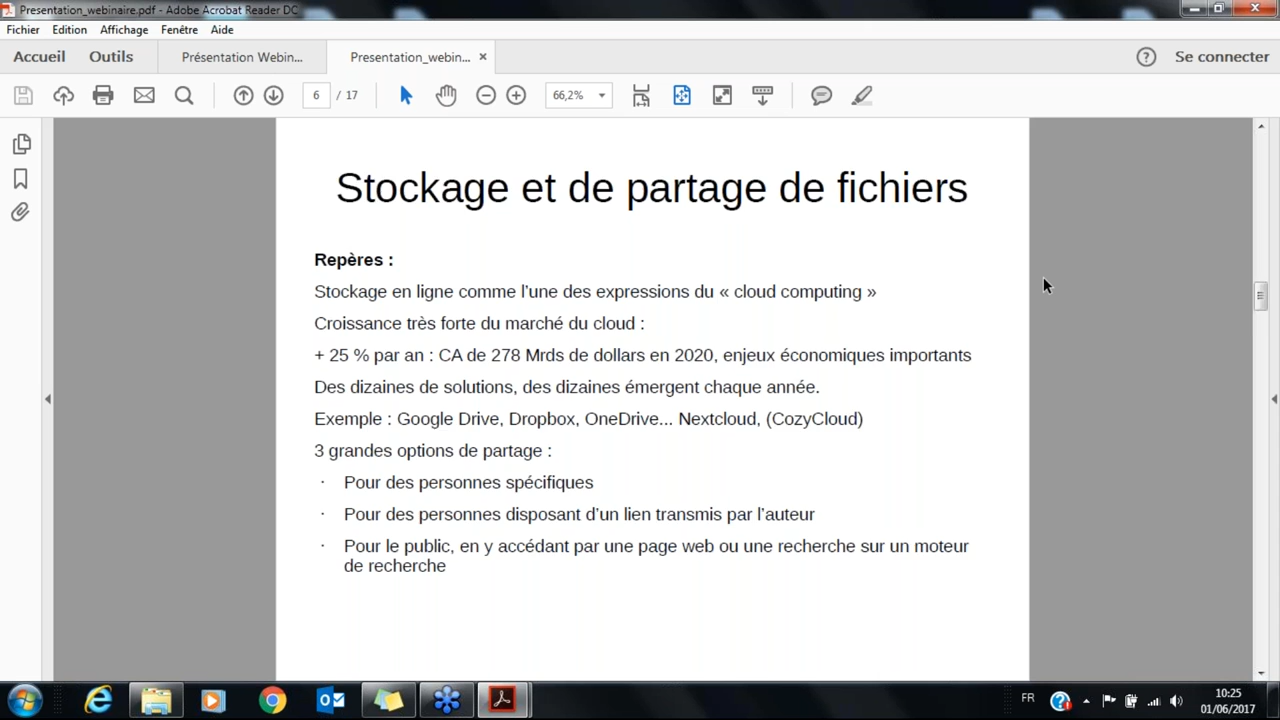 Presentation_webinaire.pdf - Adobe Acrobat Reader DC
Fichier Edition Affichage Fenêtre Aide
Accueil Outils Présentation Webin... Presentation_webin... Se connecter
6 / 17 66,2%
Stockage et de partage de fichiers
Repères :
Stockage en ligne comme l’une des expressions du « cloud computing »
Croissance très forte du marché du cloud :
+ 25 % par an : CA de 278 Mrds de dollars en 2020, enjeux économiques importants
Des dizaines de solutions, des dizaines émergent chaque année.
Exemple : Google Drive, Dropbox, OneDrive... Nextcloud, (CozyCloud)
3 grandes options de partage :
· Pour des personnes spécifiques
· Pour des personnes disposant d’un lien transmis par l’auteur
· Pour le public, en y accédant par une page web ou une recherche sur un moteur
de recherche
FR 10:25
01/06/2017